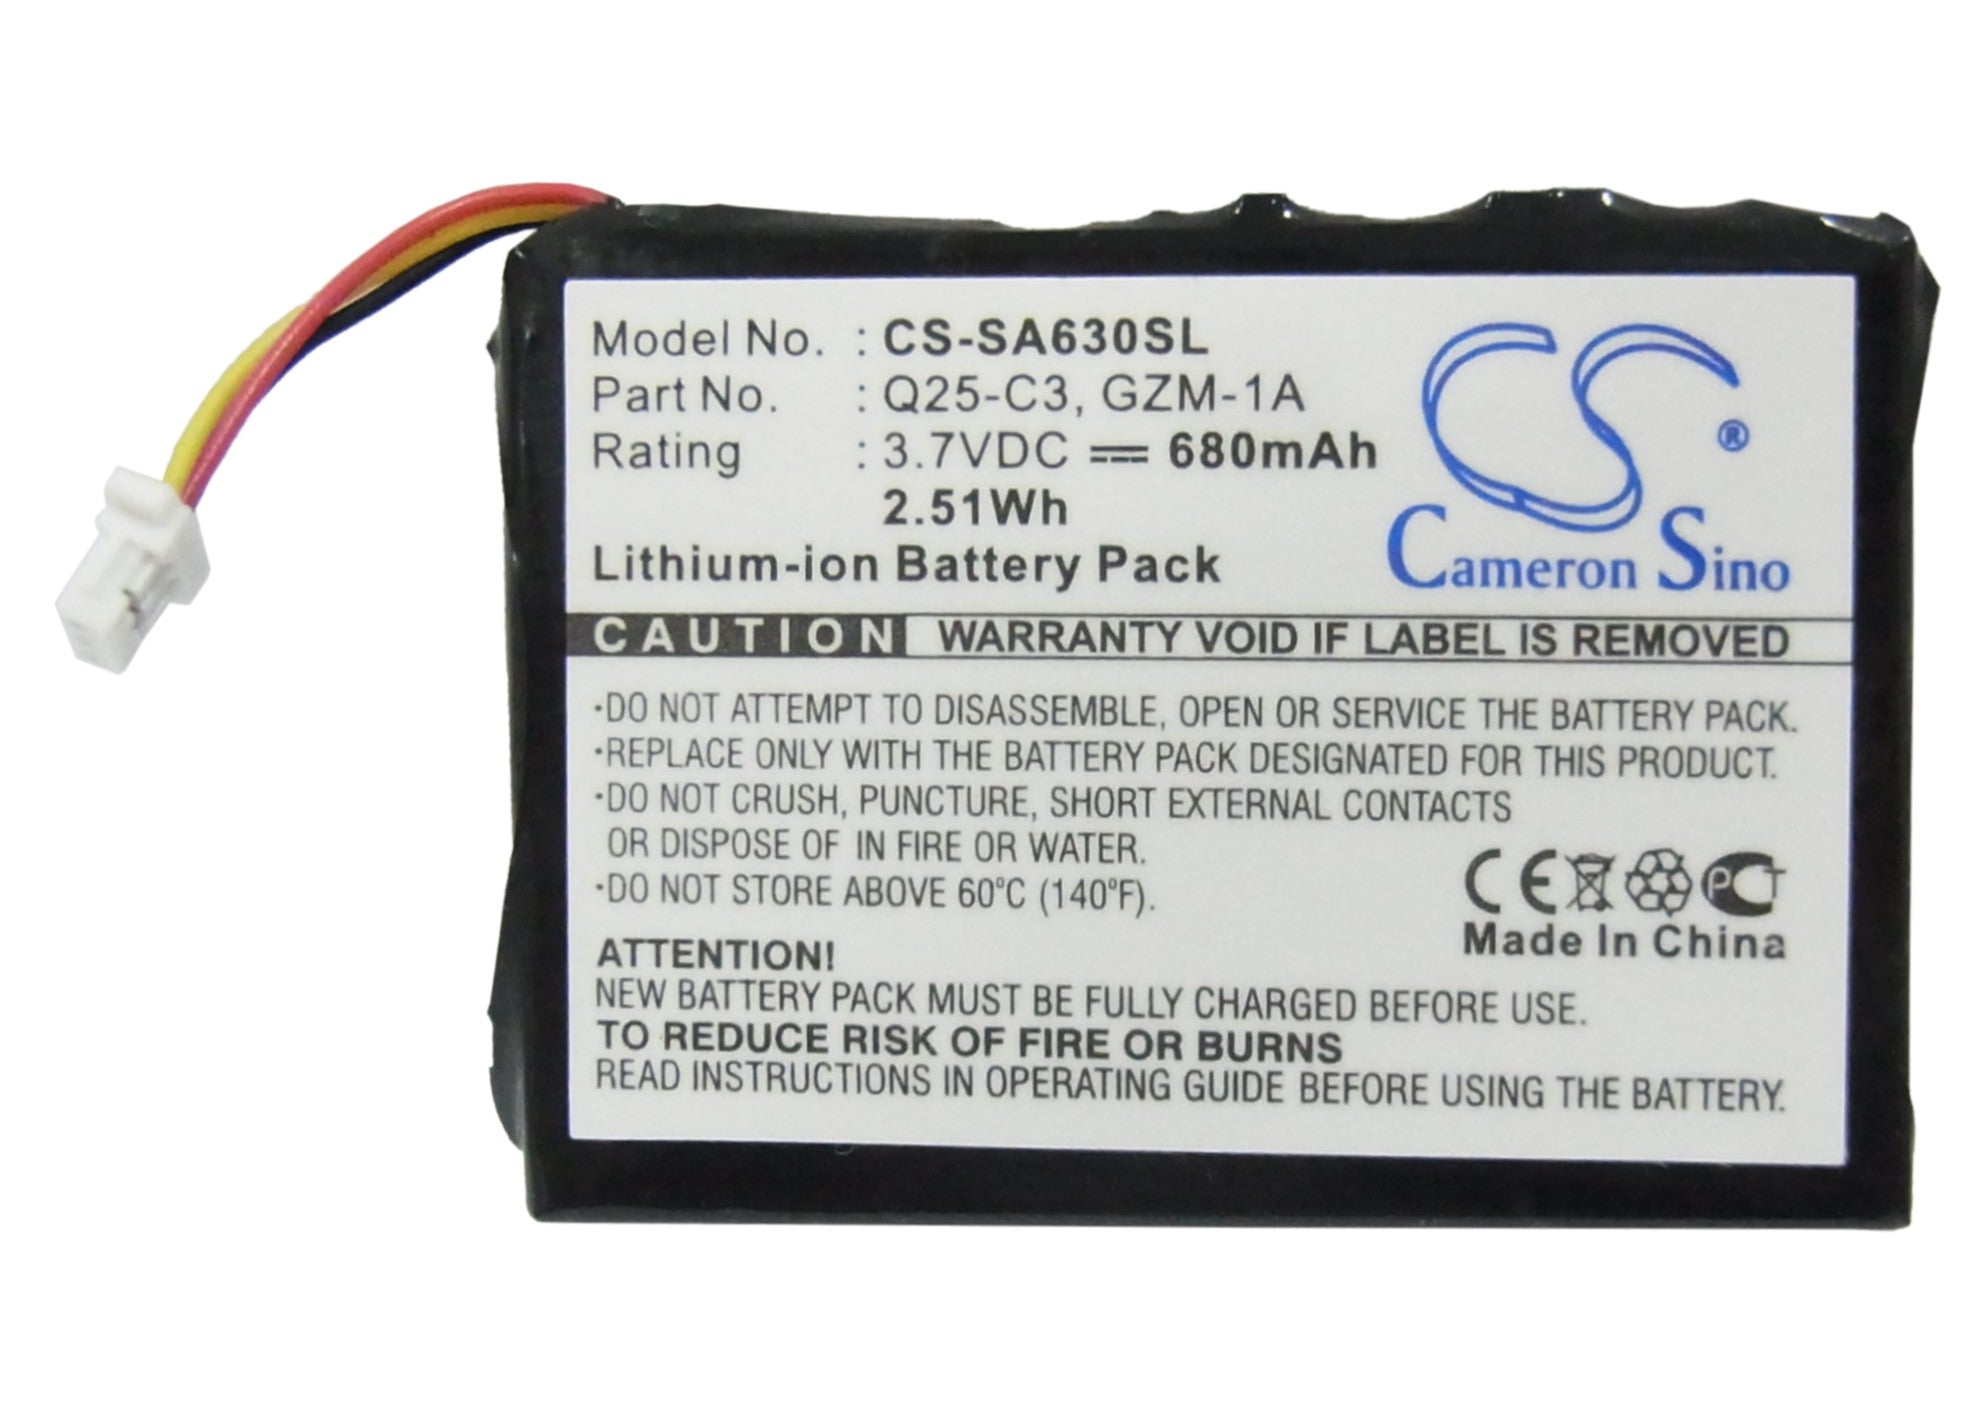 Model No. : CS-SA630SL
Part No. : Q25-C3, GZM-1A
Rating : 3.7VDC ⎓ 680mAh
2.51Wh
Lithium-ion Battery Pack
CS ®
Cameron Sino
CAUTION WARRANTY VOID IF LABEL IS REMOVED
·DO NOT ATTEMPT TO DISASSEMBLE, OPEN OR SERVICE THE BATTERY PACK.
·REPLACE ONLY WITH THE BATTERY PACK DESIGNATED FOR THIS PRODUCT.
·DO NOT CRUSH, PUNCTURE, SHORT EXTERNAL CONTACTS
OR DISPOSE OF IN FIRE OR WATER.
·DO NOT STORE ABOVE 60°C (140°F).
CE PCT
Made In China
ATTENTION!
NEW BATTERY PACK MUST BE FULLY CHARGED BEFORE USE.
TO REDUCE RISK OF FIRE OR BURNS
READ INSTRUCTIONS IN OPERATING GUIDE BEFORE USING THE BATTERY.